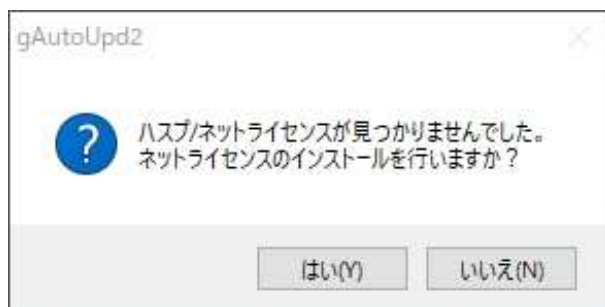 gAutoUpd2
ハスプ/ネットライセンスが見つかりませんでした。
ネットライセンスのインストールを行いますか？
はい(Y)
いいえ(N)